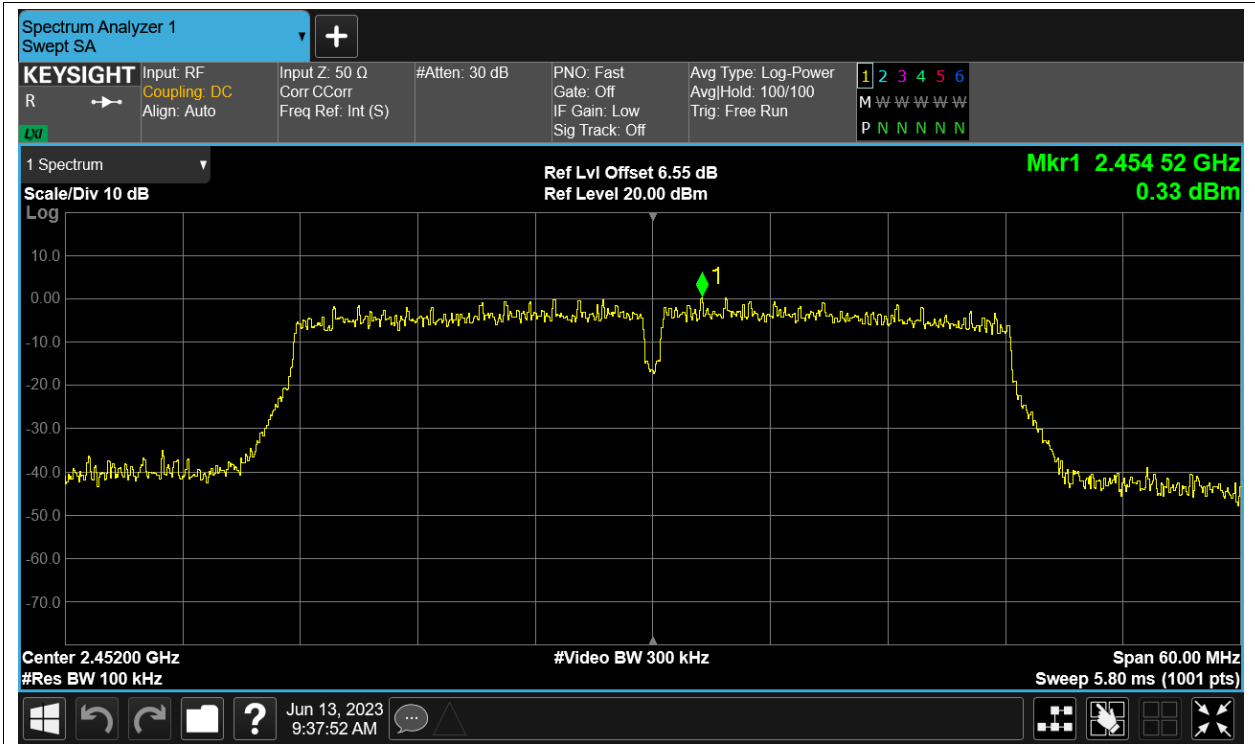 Spectrum Analyzer 1
Swept SA
KEYSIGHT
R
LXI
Input: RF
Coupling: DC
Align: Auto
Input Z: 50 Ω
Corr CCorr
Freq Ref: Int (S)
#Atten: 30 dB
PNO: Fast
Gate: Off
IF Gain: Low
Sig Track: Off
Avg Type: Log-Power
Avg|Hold: 100/100
Trig: Free Run
1 2 3 4 5 6
M W W W W W
P N N N N N
1 Spectrum
Scale/Div 10 dB
Ref Lvl Offset 6.55 dB
Ref Level 20.00 dBm
Mkr1 2.454 52 GHz
0.33 dBm
Log
10.0
0.00
-10.0
-20.0
-30.0
-40.0
-50.0
-60.0
-70.0
1
Center 2.45200 GHz
#Video BW 300 kHz
Span 60.00 MHz
#Res BW 100 kHz
Sweep 5.80 ms (1001 pts)
?
Jun 13, 2023
9:37:52 AM